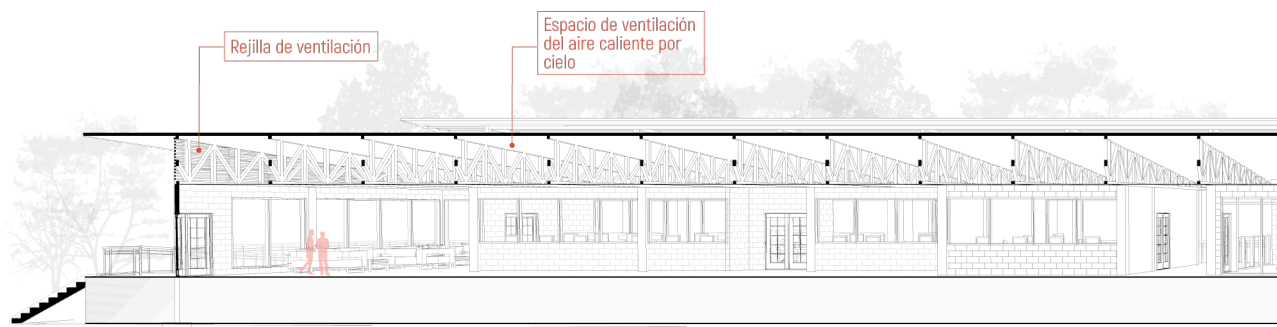 Rejilla de ventilación
Espacio de ventilación
del aire caliente por
cielo